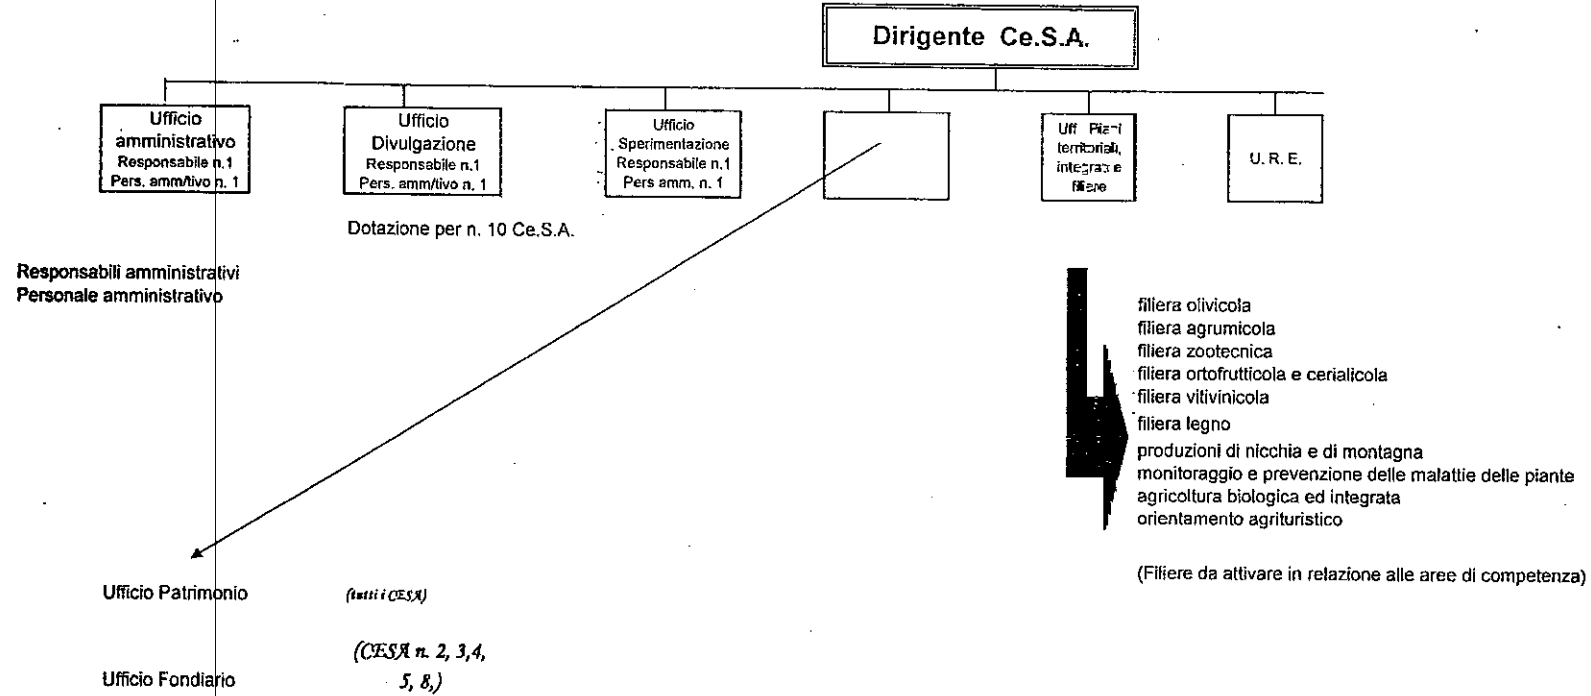 Dirigente Ce.S.A.
Ufficio
amministrativo
Responsabile n.1
Pers. amm/tivo n. 1
Ufficio
Divulgazione
Responsabile n.1
Pers. amm/tivo n. 1
Ufficio
Sperimentazione
Responsabile n.1
Pers amm. n. 1
Uff Piani
territoriali,
integrati e
filiere
U. R. E.
Dotazione per n. 10 Ce.S.A.
Responsabili amministrativi
Personale amministrativo
filiera olivicola
filiera agrumicola
filiera zootecnica
filiera ortofrutticola e cerialicola
filiera vitivinicola
filiera legno
produzioni di nicchia e di montagna
monitoraggio e prevenzione delle malattie delle piante
agricoltura biologica ed integrata
orientamento agrituristico
(Filiere da attivare in relazione alle aree di competenza)
Ufficio Patrimonio (tutti i CESA)
(CESA n. 2, 3,4,
Ufficio Fondiario 5, 8,)